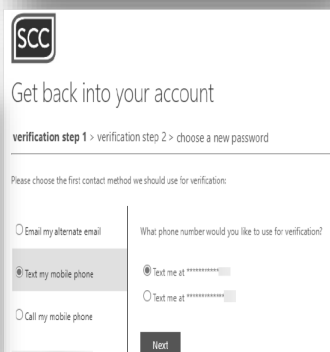 SCC
Get back into your account
verification step 1 > verification step 2 > choose a new password
Please choose the first contact method we should use for verification:
Email my alternate email
Text my mobile phone
Call my mobile phone
What phone number would you like to use for verification?
Text me at ***********
Text me at *************
Next